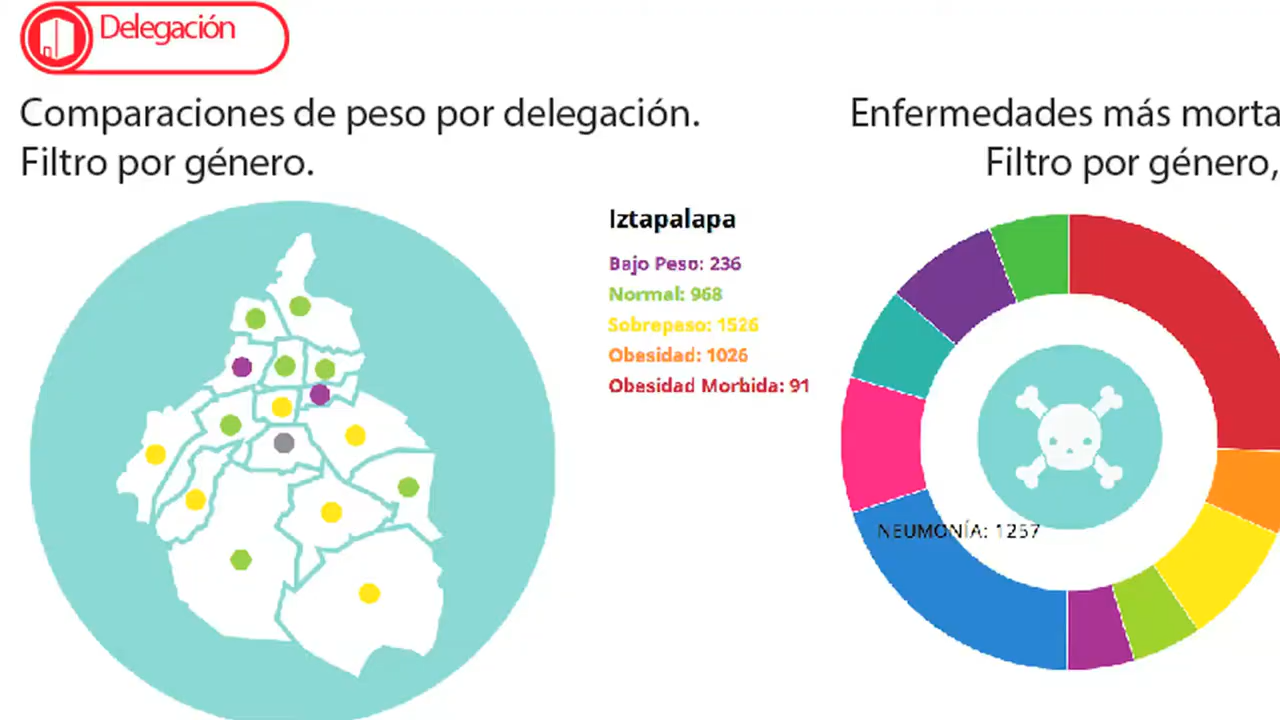 Delegación
Comparaciones de peso por delegación.
Filtro por género.
Enfermedades más morta
Filtro por género,
Iztapalapa
Bajo Peso: 236
Normal: 968
Sobrepeso: 1526
Obesidad: 1026
Obesidad Morbida: 91
NEUMONÍA: 1257